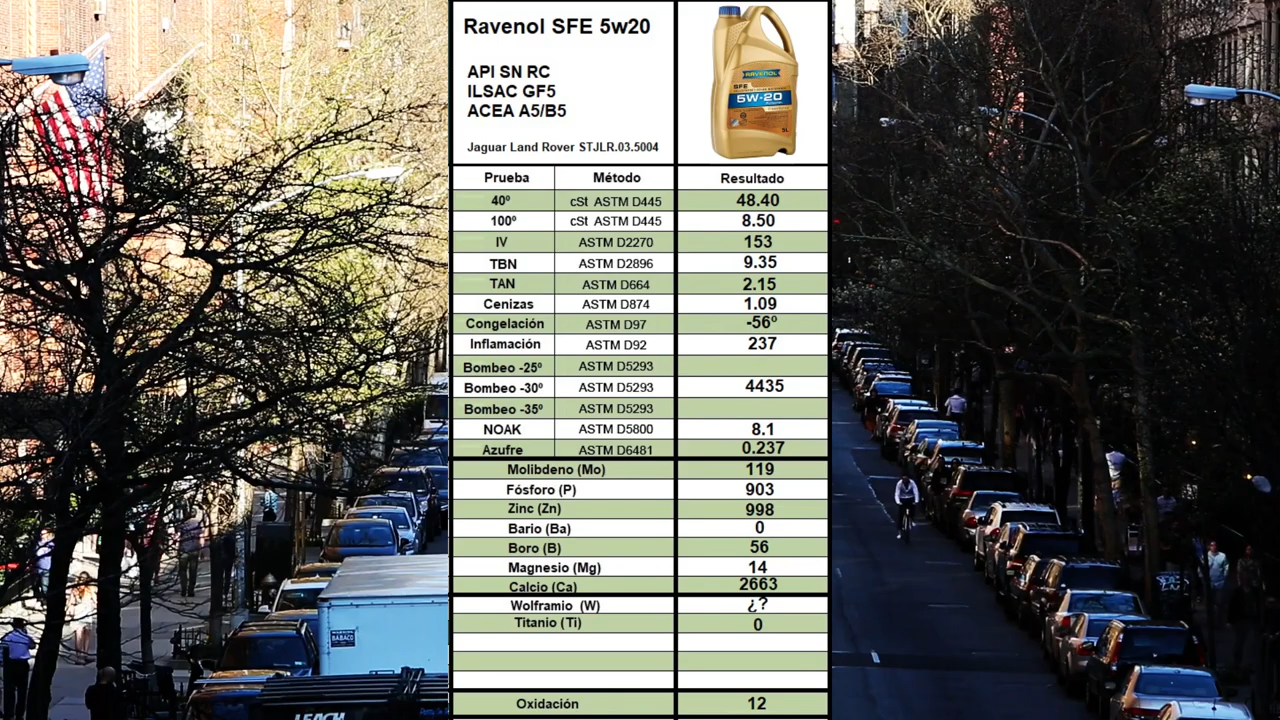 Ravenol SFE 5w20
API SN RC
ILSAC GF5
ACEA A5/B5
Jaguar Land Rover STJLR.03.5004
RAVENOL
SFE
5W-20
5L
Prueba Método Resultado
40º cSt ASTM D445 48.40
100º cSt ASTM D445 8.50
IV ASTM D2270 153
TBN ASTM D2896 9.35
TAN ASTM D664 2.15
Cenizas ASTM D874 1.09
Congelación ASTM D97 -56º
Inflamación ASTM D92 237
Bombeo -25º ASTM D5293
Bombeo -30º ASTM D5293 4435
Bombeo -35º ASTM D5293
NOAK ASTM D5800 8.1
Azufre ASTM D6481 0.237
Molibdeno (Mo) 119
Fósforo (P) 903
Zinc (Zn) 998
Bario (Ba) 0
Boro (B) 56
Magnesio (Mg) 14
Calcio (Ca) 2663
Wolframio (W) ¿?
Titanio (Ti) 0
Oxidación 12
BABACO
LEACH